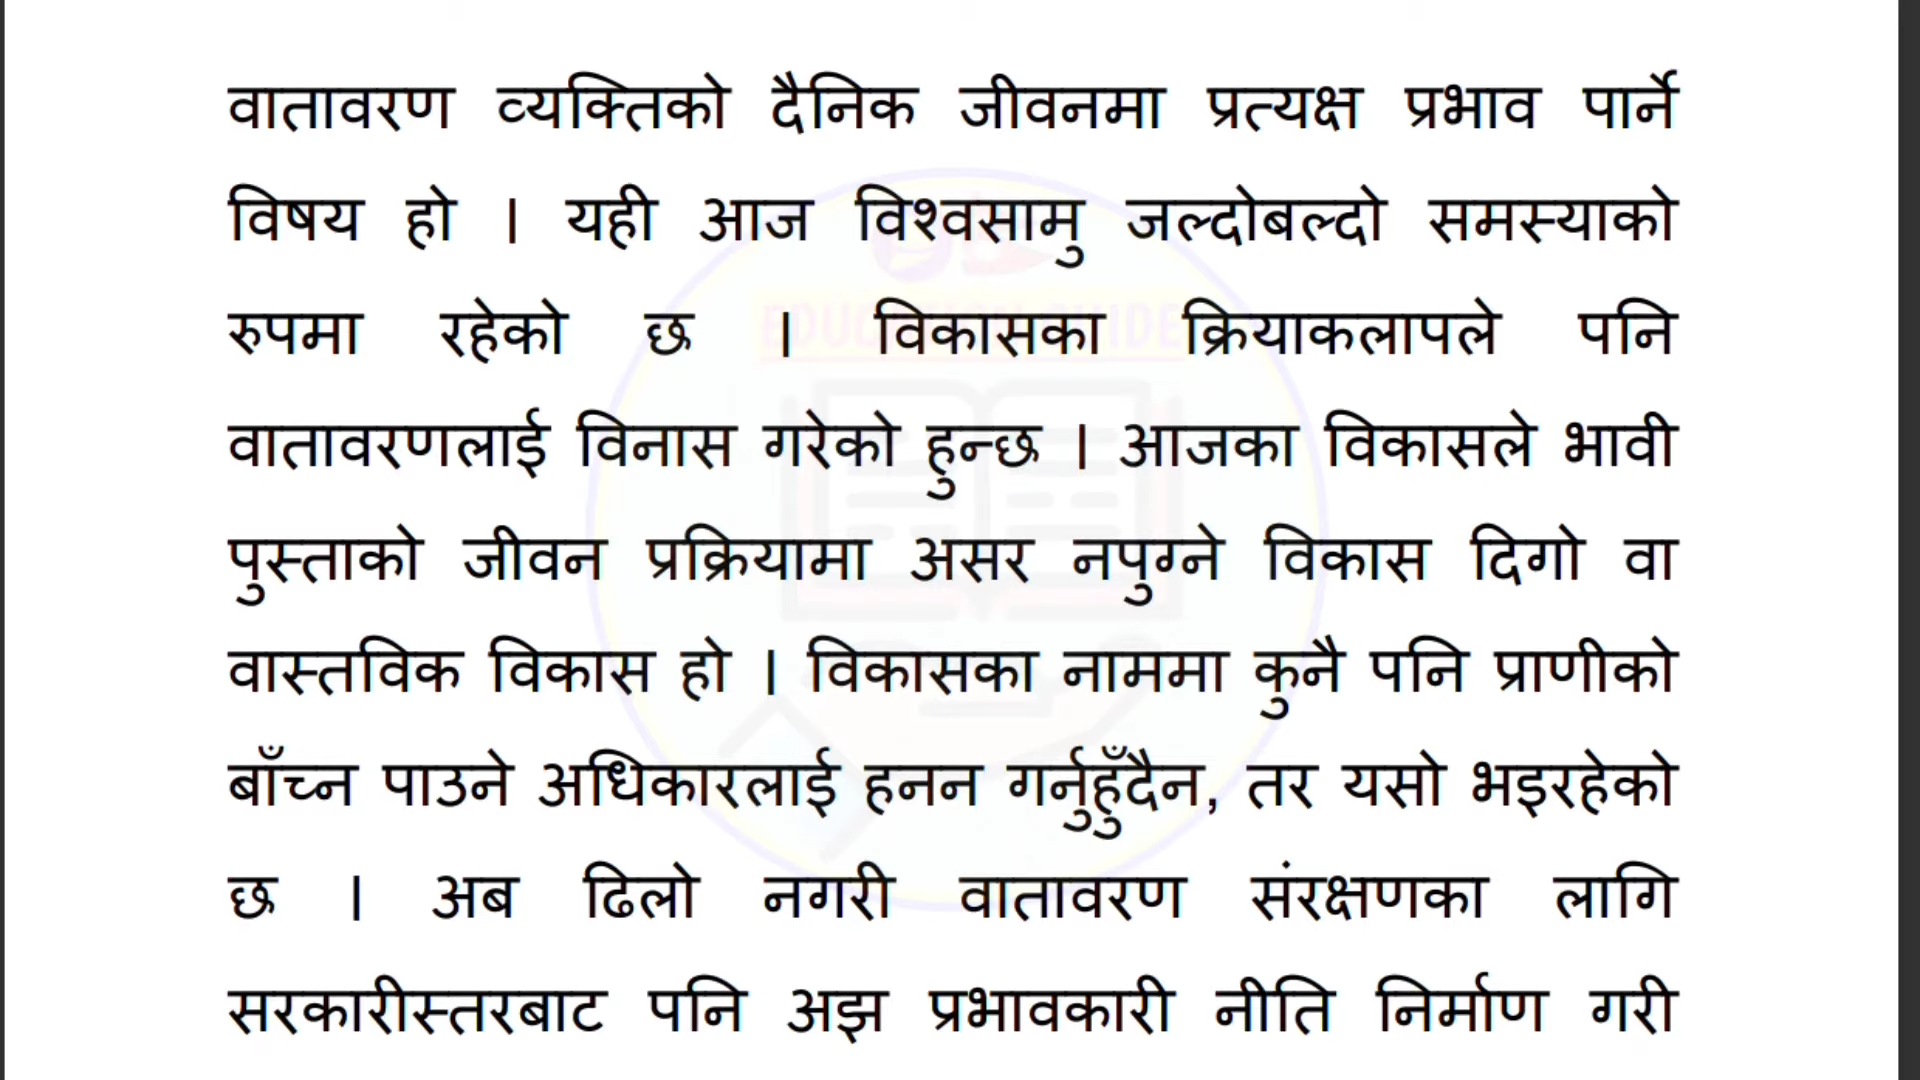 वातावरण व्यक्तिको दैनिक जीवनमा प्रत्यक्ष प्रभाव पार्ने
विषय हो । यही आज विश्वसामु जल्दोबल्दो समस्याको
रुपमा रहेको छ । विकासका क्रियाकलापले पनि
वातावरणलाई विनास गरेको हुन्छ । आजका विकासले भावी
पुस्ताको जीवन प्रक्रियामा असर नपुग्ने विकास दिगो वा
वास्तविक विकास हो । विकासका नाममा कुनै पनि प्राणीको
बाँच्न पाउने अधिकारलाई हनन गर्नुहुँदैन, तर यसो भइरहेको
छ । अब ढिलो नगरी वातावरण संरक्षणका लागि
सरकारीस्तरबाट पनि अझ प्रभावकारी नीति निर्माण गरी
EDUCATION GUIDE